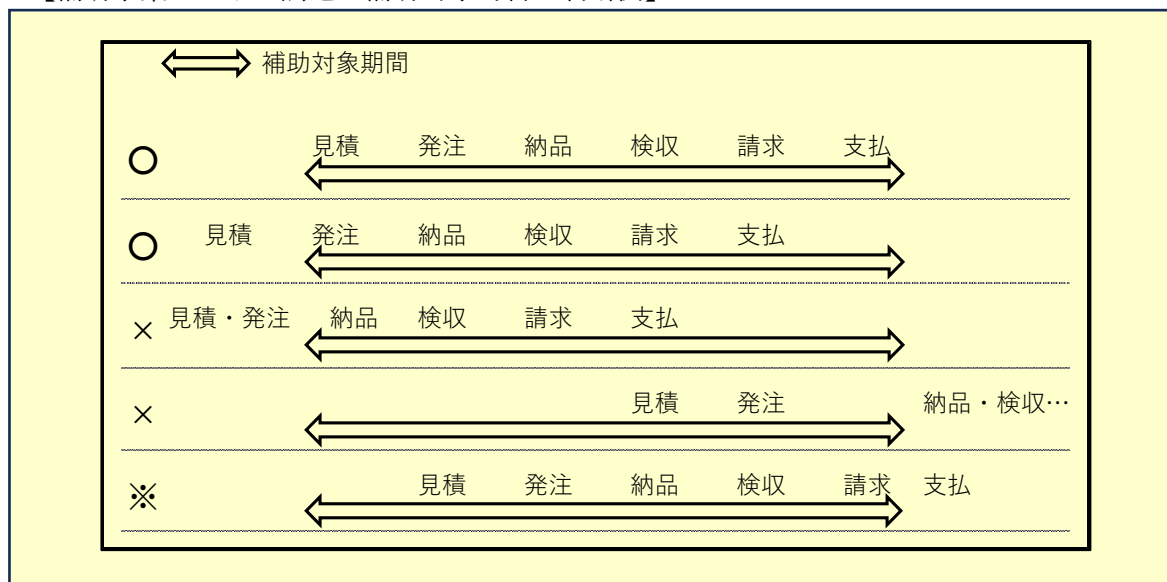 補助対象期間
○ 見積 発注 納品 検収 請求 支払
○ 見積 発注 納品 検収 請求 支払
× 見積・発注 納品 検収 請求 支払
× 見積 発注 納品・検収…
※ 見積 発注 納品 検収 請求 支払